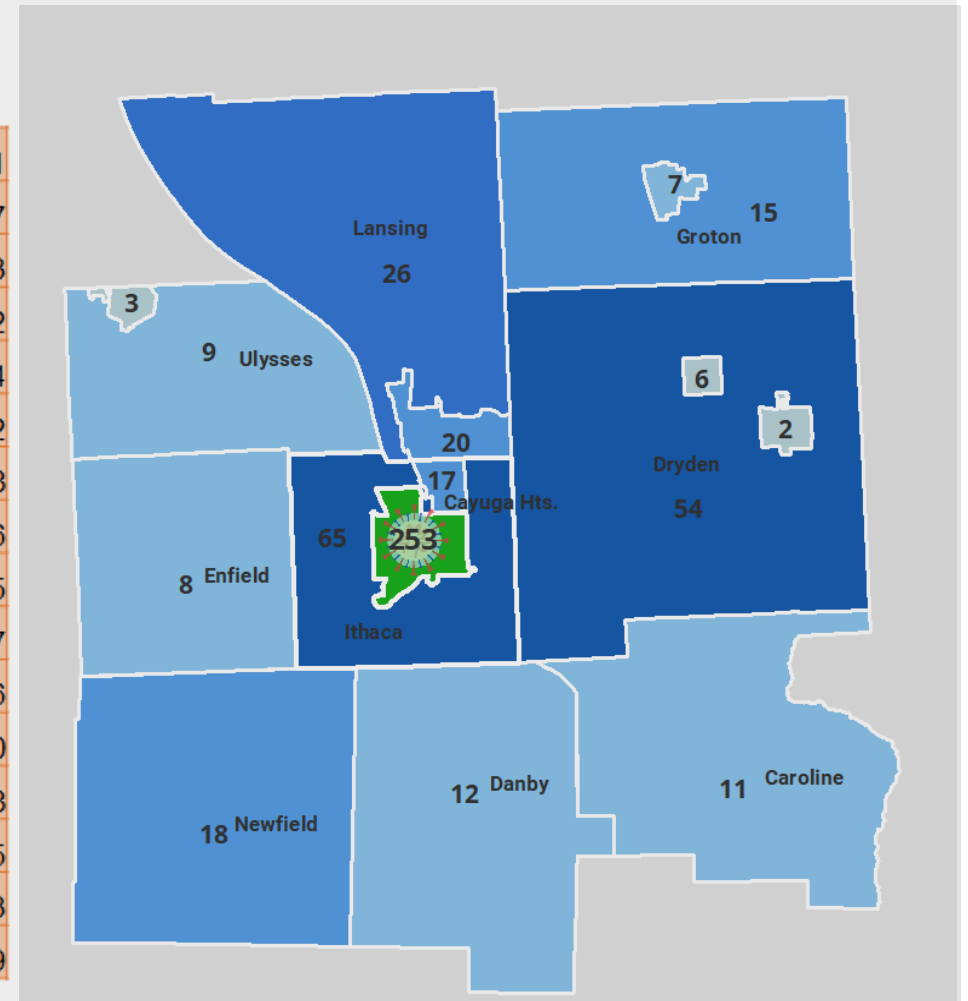 7
15
Groton
Lansing
26
3
9 Ulysses
6
2
20
17
Cayuga Hts.
Dryden
54
65
253
8 Enfield
Ithaca
12 Danby
11 Caroline
18 Newfield